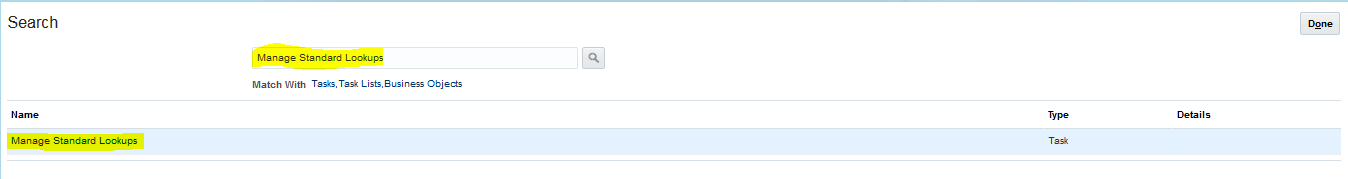 Search
Done
Manage Standard Lookups
Match With Tasks,Task Lists,Business Objects
Name Type Details
Manage Standard Lookups Task